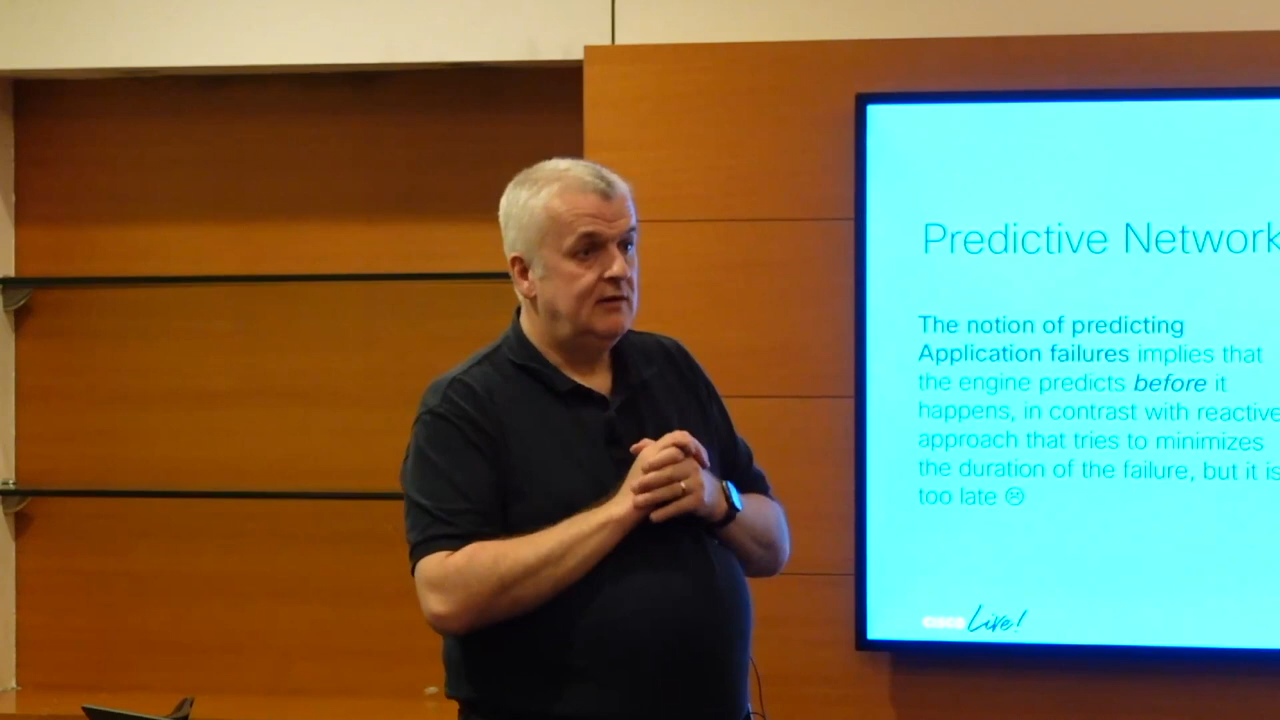 Predictive Network
The notion of predicting
Application failures implies that
the engine predicts before it
happens, in contrast with reactive
approach that tries to minimizes
the duration of the failure, but it is
too late ☹
cisco Live!